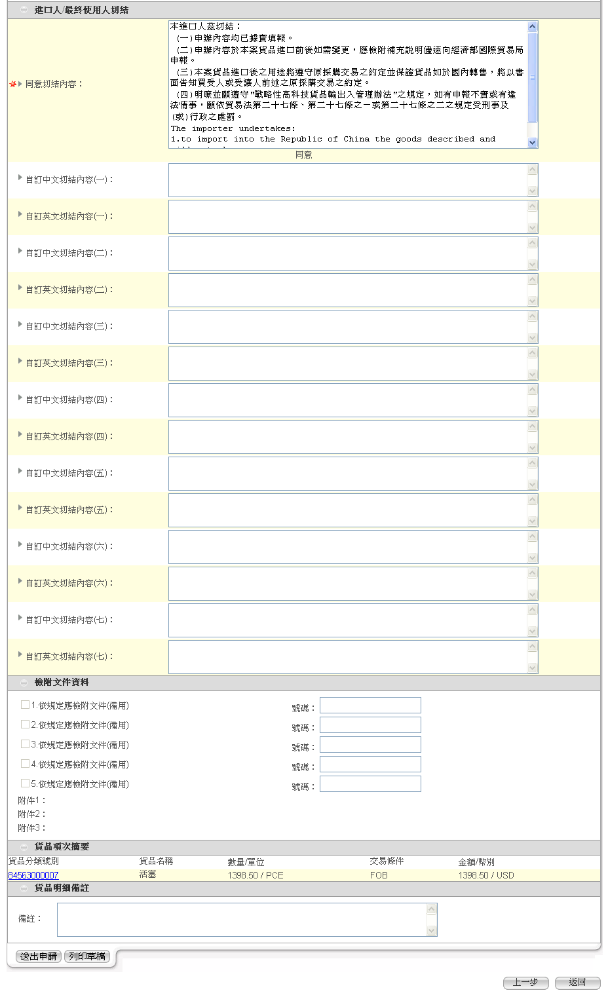 進口人/最終使用人切結
同意切結內容：
本進口人茲切結：
(一)申辦內容均已據實填報。
(二)申辦內容於本案貨品進口前後如需變更，應檢附補充說明儘速向經濟部國際貿易局
申報。
(三)本案貨品進口後之用途將遵守原採購交易之約定並保證貨品如於國內轉售，將以書
面告知買受人或受讓人前述之原採購交易之約定。
(四)明瞭並願遵守"戰略性高科技貨品輸出入管理辦法"之規定，如有申報不實或有違
法情事，願依貿易法第二十七條、第二十七條之一或第二十七條之二之規定受刑事及
(或)行政之處罰。
The importer undertakes:
1.to import into the Republic of China the goods described and
同意
自訂中文切結內容(一)：
自訂英文切結內容(一)：
自訂中文切結內容(二)：
自訂英文切結內容(二)：
自訂中文切結內容(三)：
自訂英文切結內容(三)：
自訂中文切結內容(四)：
自訂英文切結內容(四)：
自訂中文切結內容(五)：
自訂英文切結內容(五)：
自訂中文切結內容(六)：
自訂英文切結內容(六)：
自訂中文切結內容(七)：
自訂英文切結內容(七)：
檢附文件資料
1.依規定應檢附文件(備用) 號碼：
2.依規定應檢附文件(備用) 號碼：
3.依規定應檢附文件(備用) 號碼：
4.依規定應檢附文件(備用) 號碼：
5.依規定應檢附文件(備用) 號碼：
附件1：
附件2：
附件3：
貨品項次摘要
貨品分類號別 貨品名稱 數量/單位 交易條件 金額/幣別
84563000007 活塞 1398.50 / PCE FOB 1398.50 / USD
貨品明細備註
備註：
送出申請 列印草稿
上一步 返回